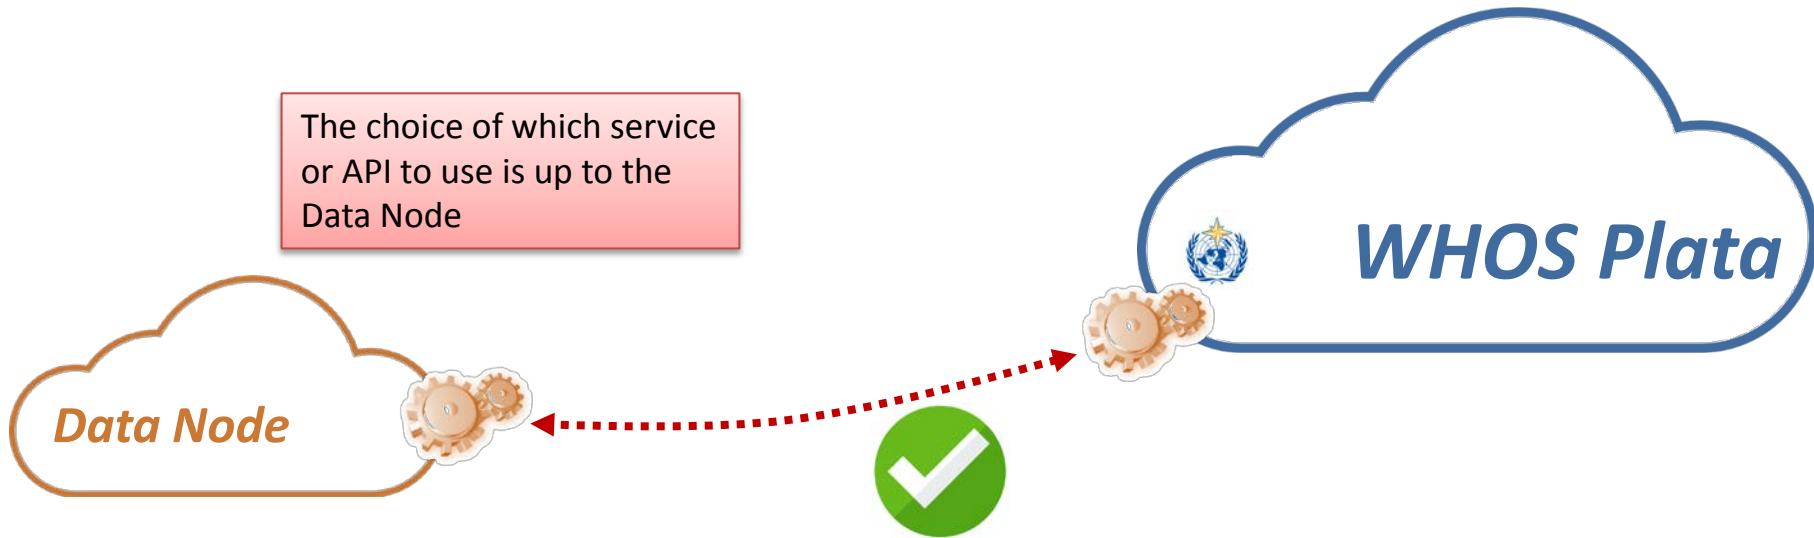 The choice of which service
or API to use is up to the
Data Node
WHOS Plata
Data Node